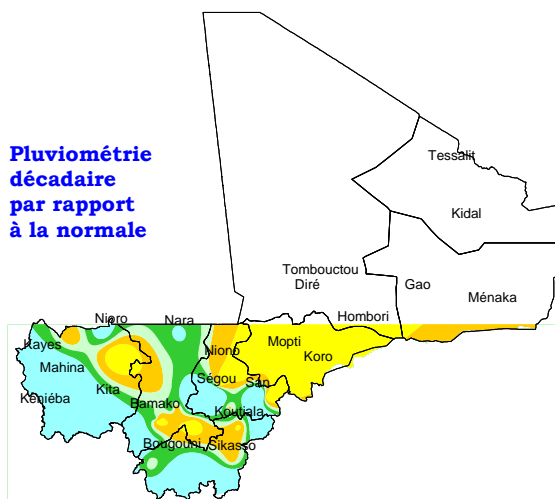 Pluviométrie
décadaire
par rapport
à la normale
Tessalit
Kidal
Tombouctou
Diré
Gao
Ménaka
Hombori
Nioro
Nara
Kayes
Niono
Mopti
Koro
Mahina
Ségou
San
Kéniéba
Kita
Bamako
Koutiala
Bougouni
Sikasso